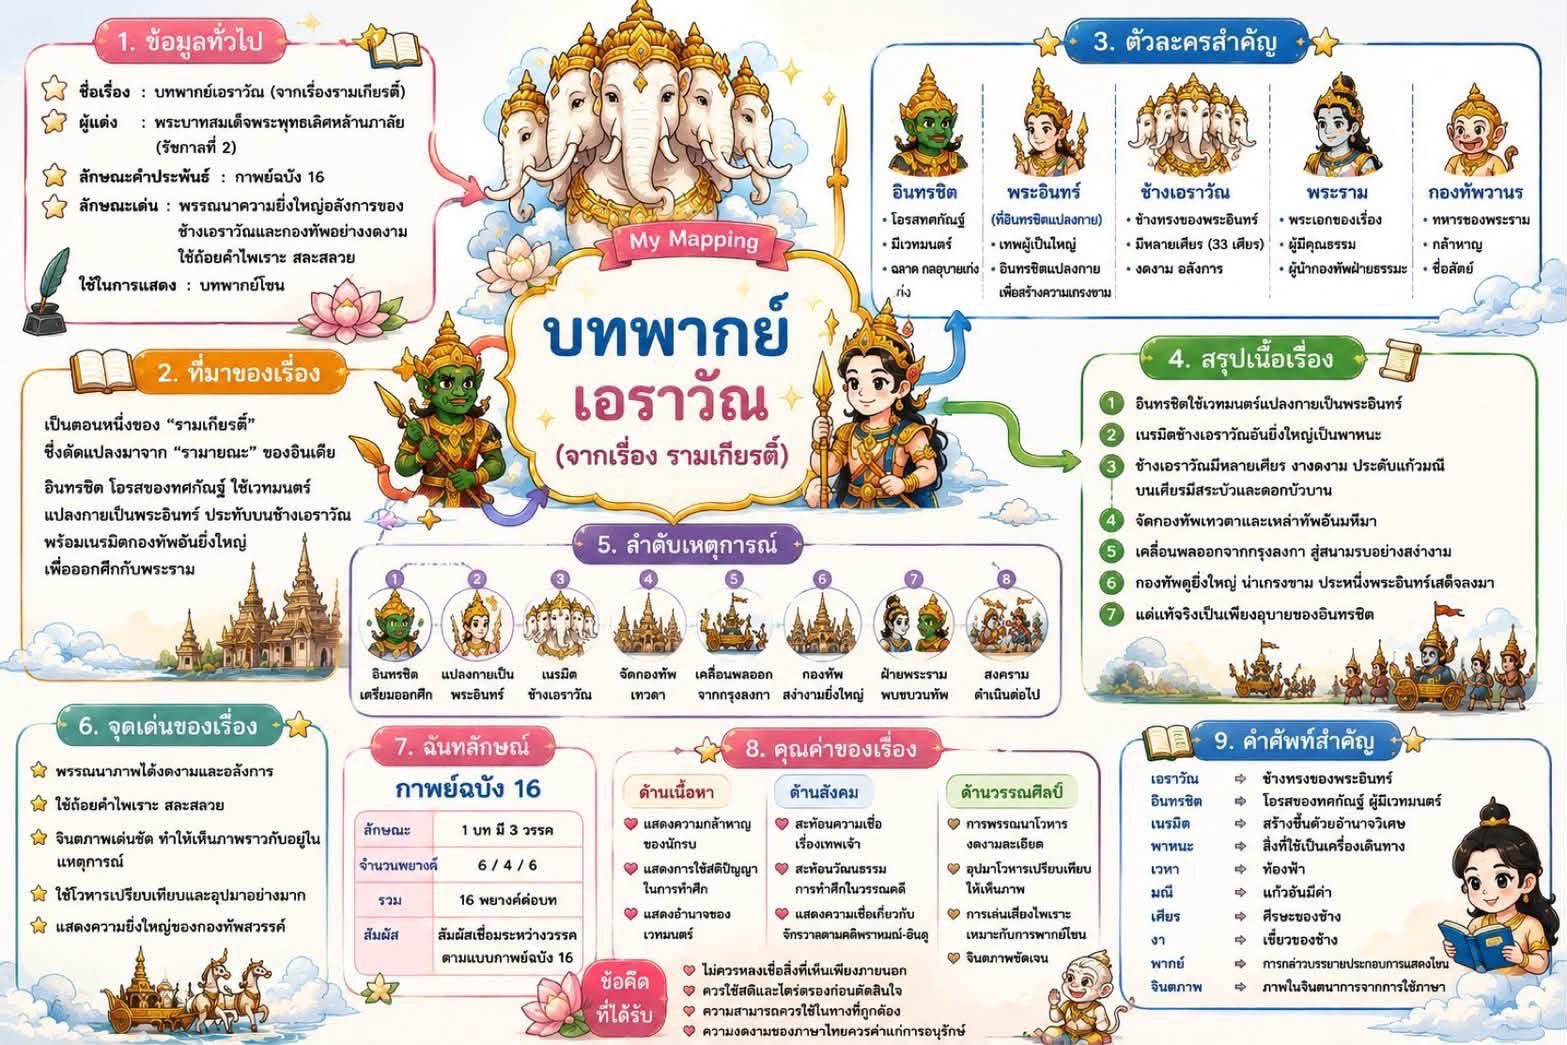 1. ข้อมูลทั่วไป
ชื่อเรื่อง : บทพากย์เอราวัณ (จากเรื่องรามเกียรติ์)
ผู้แต่ง : พระบาทสมเด็จพระพุทธเลิศหล้านภาลัย
(รัชกาลที่ 2)
ลักษณะคำประพันธ์ : กาพย์ฉบัง 16
ลักษณะเด่น : พรรณนาความยิ่งใหญ่อลังการของ
ช้างเอราวัณและกองทัพอย่างงดงาม
ใช้ถ้อยคำไพเราะ สละสลวย
ใช้ในการแสดง : บทพากย์โขน
My Mapping
บทพากย์
เอราวัณ
(จากเรื่อง รามเกียรติ์)
2. ที่มาของเรื่อง
เป็นตอนหนึ่งของ “รามเกียรติ์”
ซึ่งดัดแปลงมาจาก “รามายณะ” ของอินเดีย
อินทรชิต โอรสของทศกัณฐ์ ใช้เวทมนตร์
แปลงกายเป็นพระอินทร์ ประทับบนช้างเอราวัณ
พร้อมเนรมิตกองทัพอันยิ่งใหญ่
เพื่อออกศึกกับพระราม
3. ตัวละครสำคัญ
อินทรชิต
• โอรสทศกัณฐ์
• มีเวทมนตร์
• ฉลาด กลอุบายเก่ง
พระอินทร์
(ที่อินทรชิตแปลงกาย)
• เทพผู้เป็นใหญ่
• อินทรชิตแปลงกาย
เพื่อสร้างความเกรงขาม
ช้างเอราวัณ
• ช้างทรงของพระอินทร์
• มีหลายเศียร (33 เศียร)
• งดงาม อลังการ
พระราม
• พระเอกของเรื่อง
• ผู้มีคุณธรรม
• ผู้นำกองทัพฝ่ายธรรมะ
กองทัพวานร
• ทหารของพระราม
• กล้าหาญ
• ซื่อสัตย์
4. สรุปเนื้อเรื่อง
1 อินทรชิตใช้เวทมนตร์แปลงกายเป็นพระอินทร์
2 เนรมิตช้างเอราวัณอันยิ่งใหญ่เป็นพาหนะ
3 ช้างเอราวัณมีหลายเศียร งางดงาม ประดับแก้วมณี
บนเศียรมีสระบัวและดอกบัวบาน
4 จัดกองทัพเทวดาและเหล่าทัพอันมหึมา
5 เคลื่อนพลออกจากกรุงลงกา สู่สนามรบอย่างสง่างาม
6 กองทัพดูยิ่งใหญ่ น่าเกรงขาม ประหนึ่งพระอินทร์เสด็จลงมา
7 แต่แท้จริงเป็นเพียงอุบายของอินทรชิต
5. ลำดับเหตุการณ์
1
อินทรชิต
เตรียมออกศึก
2
แปลงกายเป็น
พระอินทร์
3
เนรมิต
ช้างเอราวัณ
4
จัดกองทัพ
เทวดา
5
เคลื่อนพลออก
จากกรุงลงกา
6
กองทัพ
สง่างามยิ่งใหญ่
7
ฝ่ายพระราม
พบขบวนทัพ
8
สงคราม
ดำเนินต่อไป
6. จุดเด่นของเรื่อง
พรรณนาภาพได้งดงามและอลังการ
ใช้ถ้อยคำไพเราะ สละสลวย
จินตภาพเด่นชัด ทำให้เห็นภาพราวกับอยู่ใน
แหตุการณ์
ใช้โวหารเปรียบเทียบและอุปมาอย่างมาก
แสดงความยิ่งใหญ่ของกองทัพสวรรค์
7. ฉันทลักษณ์
กาพย์ฉบัง 16
ลักษณะ 1 บท มี 3 วรรค
จำนวนพยางค์ 6 / 4 / 6
รวม 16 พยางค์ต่อบท
สัมผัส สัมผัสเชื่อมระหว่างวรรค
ตามแบบกาพย์ฉบัง 16
8. คุณค่าของเรื่อง
ด้านเนื้อหา
แสดงความกล้าหาญ
ของนักรบ
แสดงการใช้สติปัญญา
ในการทำศึก
แสดงอำนาจของ
เวทมนตร์
ด้านสังคม
สะท้อนความเชื่อ
เรื่องเทพเจ้า
สะท้อนวัฒนธรรม
การทำศึกในวรรณคดี
แสดงความเชื่อเกี่ยวกับ
จักรวาลตามคติพราหมณ์-ฮินดู
ด้านวรรณศิลป์
การพรรณนาโวหาร
งดงามละเอียด
อุปมาโวหารเปรียบเทียบ
ให้เห็นภาพ
การเล่นเสียงไพเราะ
เหมาะกับการพากย์โขน
จินตภาพชัดเจน
ข้อคิด
ที่ได้รับ
ไม่ควรหลงเชื่อสิ่งที่เห็นเพียงภายนอก
ควรใช้สติและไตร่ตรองก่อนตัดสินใจ
ความสามารถควรใช้ในทางที่ถูกต้อง
ความงดงามของภาษาไทยควรค่าแก่การอนุรักษ์
9. คำศัพท์สำคัญ
เอราวัณ ⇨ ช้างทรงของพระอินทร์
อินทรชิต ⇨ โอรสของทศกัณฐ์ ผู้มีเวทมนตร์
เนรมิต ⇨ สร้างขึ้นด้วยอำนาจวิเศษ
พาหนะ ⇨ สิ่งที่ใช้เป็นเครื่องเดินทาง
เวหา ⇨ ท้องฟ้า
มณี ⇨ แก้วอันมีค่า
เศียร ⇨ ศีรษะของช้าง
งา ⇨ เขี้ยวของช้าง
พากย์ ⇨ การกล่าวบรรยายประกอบการแสดงโขน
จินตภาพ ⇨ ภาพในจินตนาการจากการใช้ภาษา